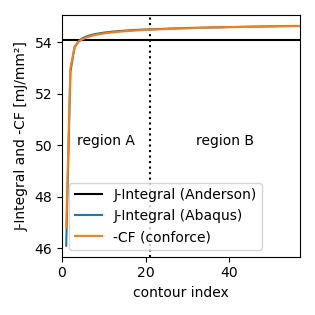 J-Integral and -CF [mJ/mm²]
54
52
50
48
46
region A
region B
J-Integral (Anderson)
J-Integral (Abaqus)
-CF (conforce)
0
20
40
contour index